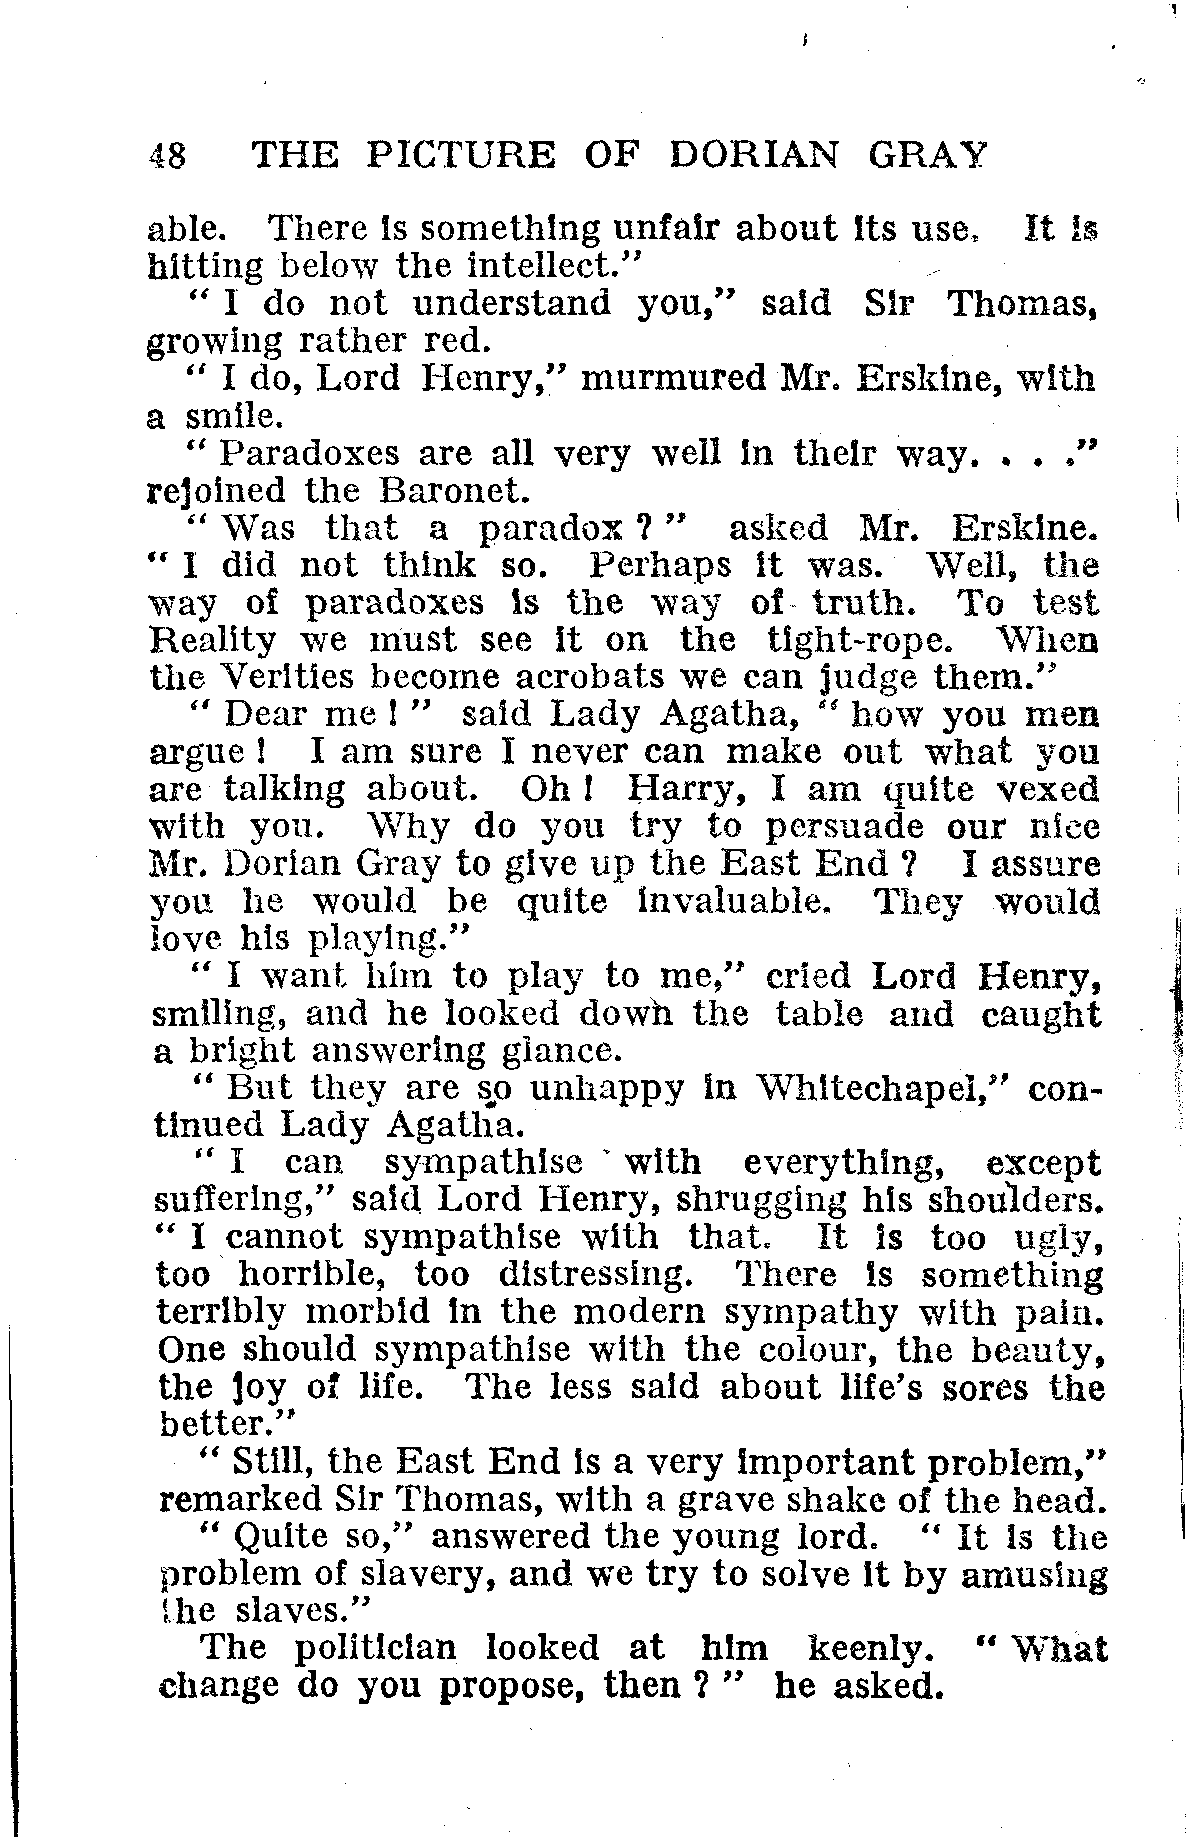 48 THE PICTURE OF DORIAN GRAY
able. There is something unfair about its use. It is
hitting below the intellect."
" I do not understand you," said Sir Thomas,
growing rather red.
" I do, Lord Henry," murmured Mr. Erskine, with
a smile.
" Paradoxes are all very well in their way. . . ."
rejoined the Baronet.
" Was that a paradox ? " asked Mr. Erskine.
" I did not think so. Perhaps it was. Well, the
way of paradoxes is the way of truth. To test
Reality we must see it on the tight-rope. When
the Verities become acrobats we can judge them."
" Dear me ! " said Lady Agatha, " how you men
argue ! I am sure I never can make out what you
are talking about. Oh ! Harry, I am quite vexed
with you. Why do you try to persuade our nice
Mr. Dorian Gray to give up the East End ? I assure
you he would be quite invaluable. They would
love his playing."
" I want him to play to me," cried Lord Henry,
smiling, and he looked down the table and caught
a bright answering glance.
" But they are so unhappy in Whitechapel," con-
tinued Lady Agatha.
" I can sympathise with everything, except
suffering," said Lord Henry, shrugging his shoulders.
" I cannot sympathise with that. It is too ugly,
too horrible, too distressing. There is something
terribly morbid in the modern sympathy with pain.
One should sympathise with the colour, the beauty,
the joy of life. The less said about life's sores the
better."
" Still, the East End is a very important problem,"
remarked Sir Thomas, with a grave shake of the head.
" Quite so," answered the young lord. " It is the
problem of slavery, and we try to solve it by amusing
the slaves."
The politician looked at him keenly. " What
change do you propose, then ? " he asked.